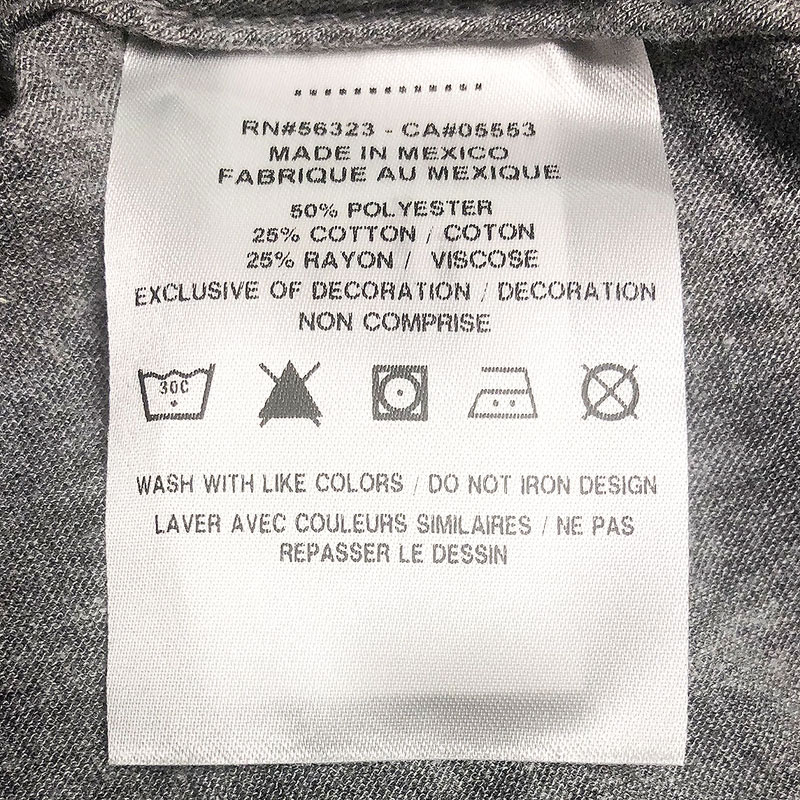 RN#56323 - CA#05553
MADE IN MEXICO
FABRIQUE AU MEXIQUE
50% POLYESTER
25% COTTON / COTON
25% RAYON / VISCOSE
EXCLUSIVE OF DECORATION / DECORATION
NON COMPRISE
30C
WASH WITH LIKE COLORS / DO NOT IRON DESIGN
LAVER AVEC COULEURS SIMILAIRES / NE PAS
REPASSER LE DESSIN